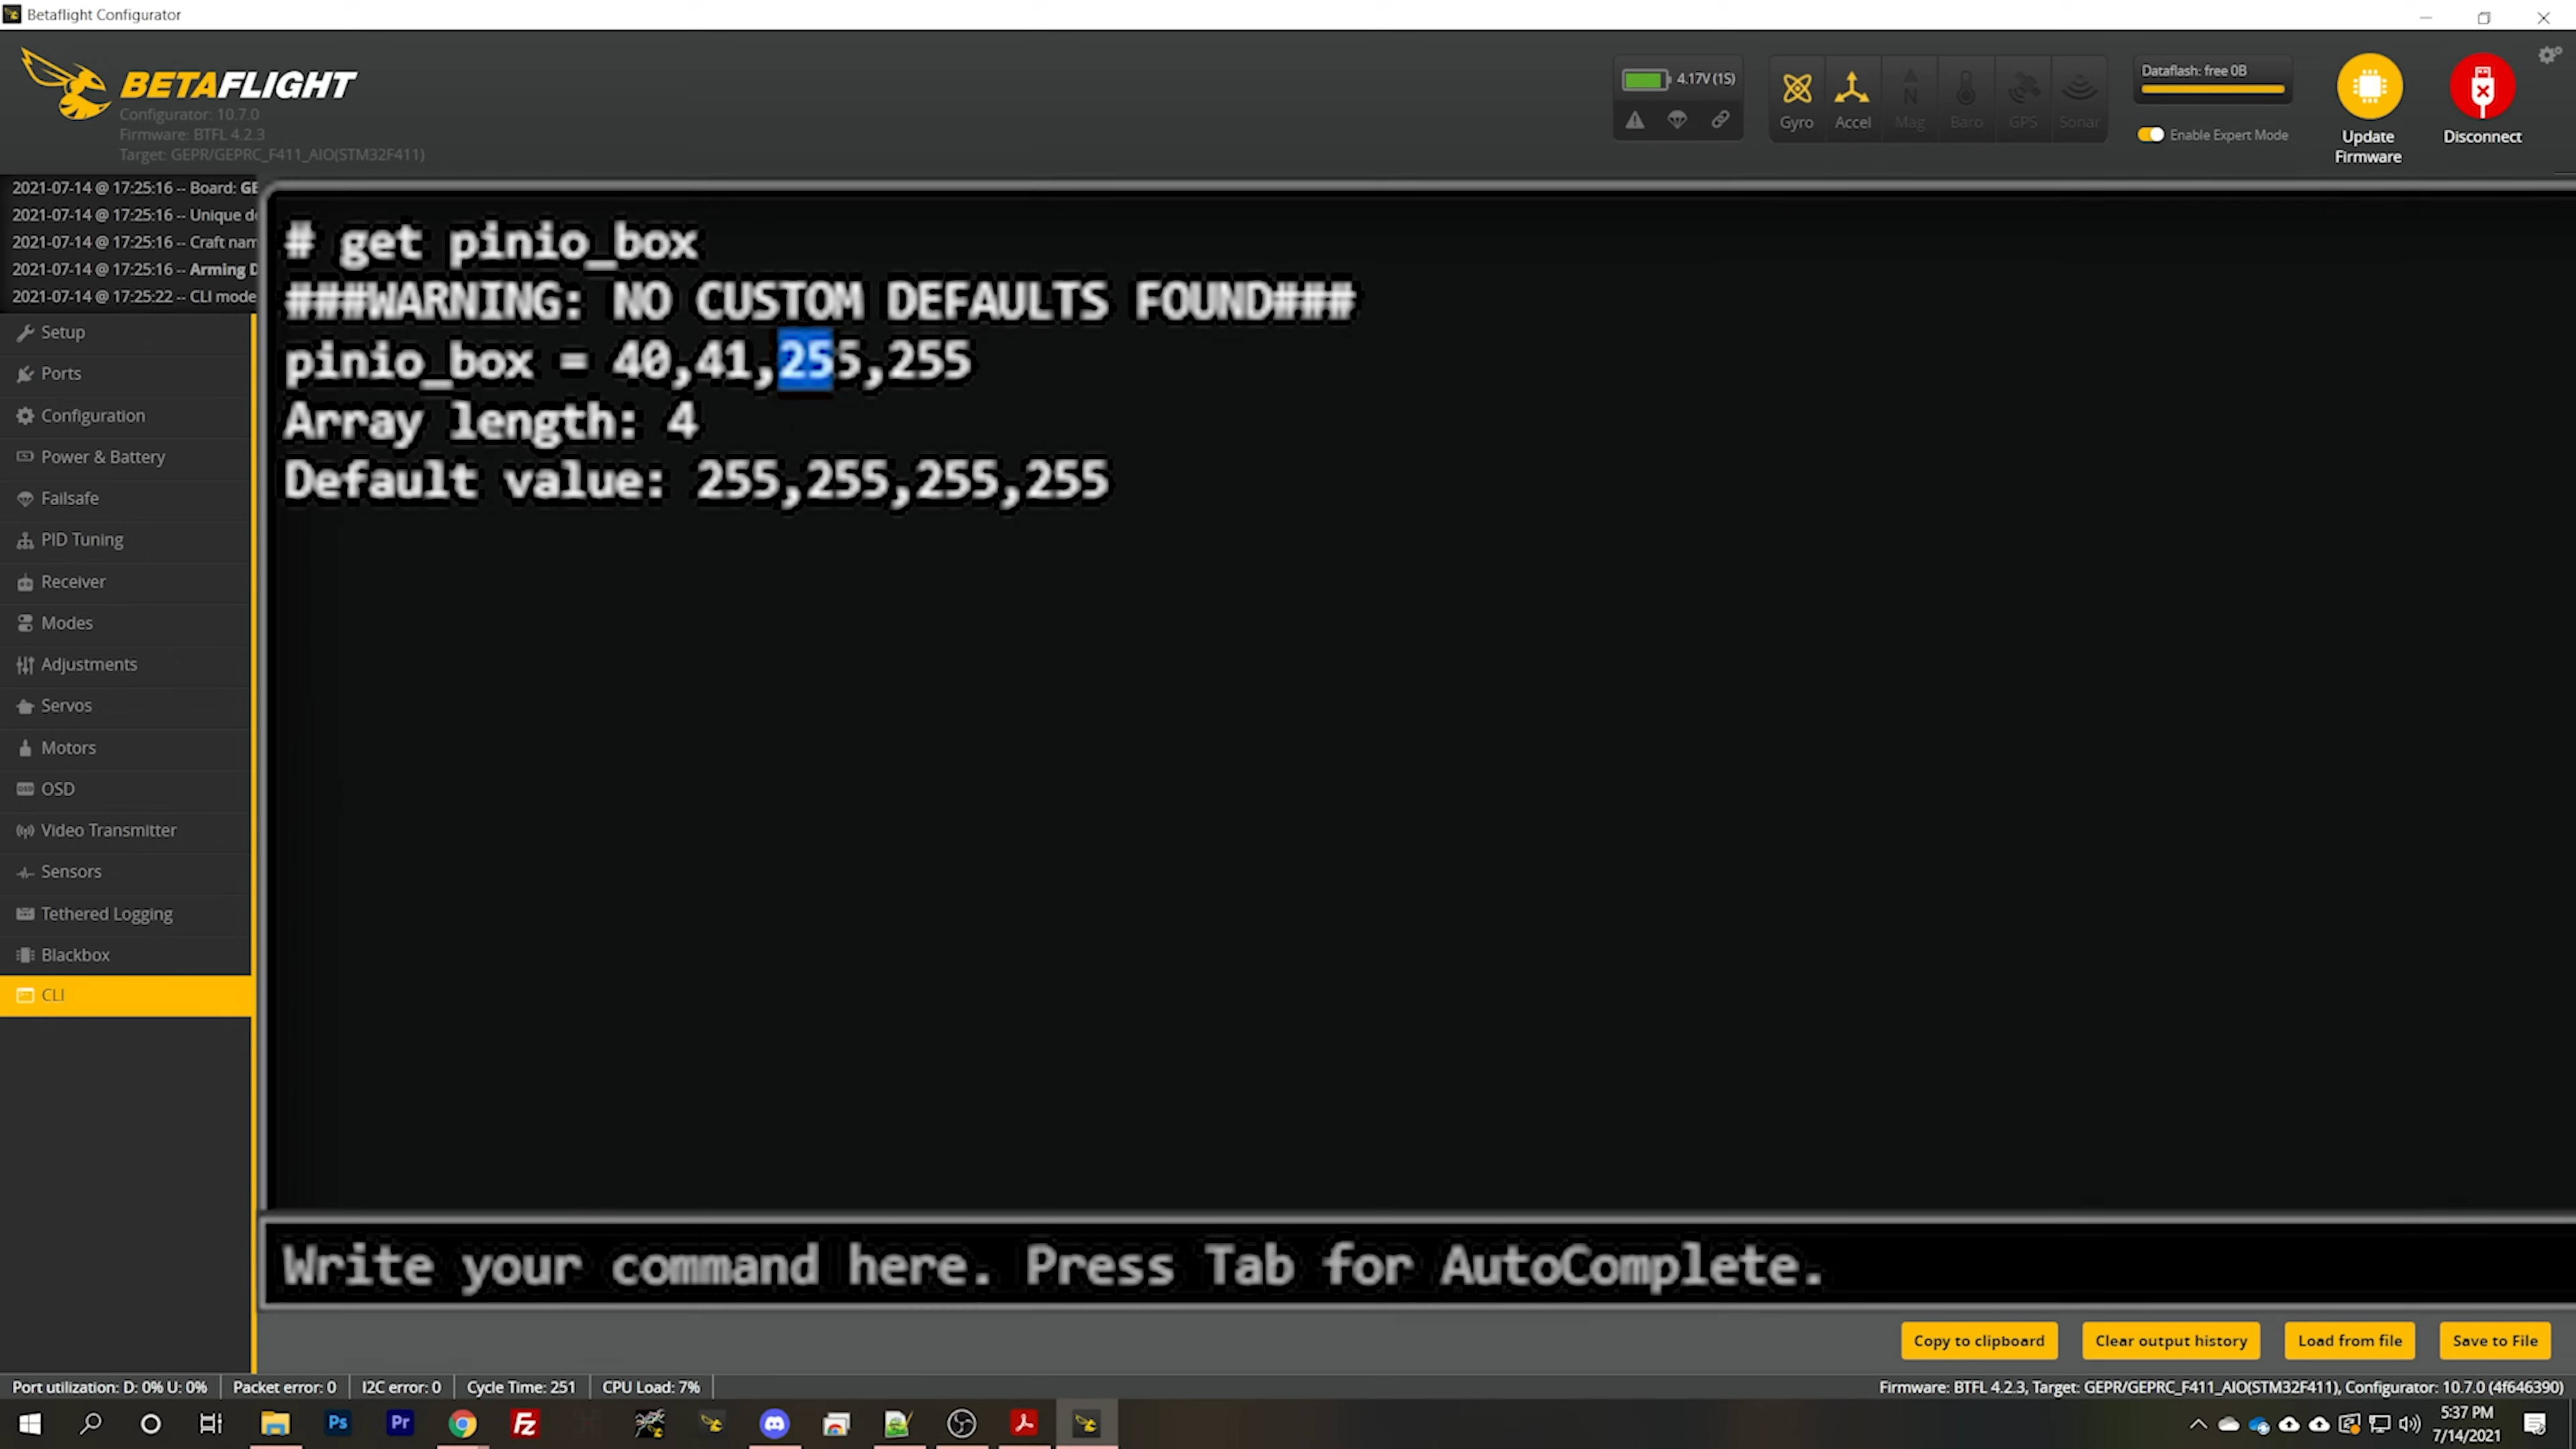 Betaflight Configurator
BETAFLIGHT
Configurator: 10.7.0
Firmware: BTFL 4.2.3
Target: GEPR/GEPRC_F411_AIO(STM32F411)
4.17V (1S)
Gyro
Accel
Mag
Baro
GPS
Sonar
Dataflash: free 0B
Enable Expert Mode
Update Firmware
Disconnect
2021-07-14 @ 17:25:16 -- Board: GE
2021-07-14 @ 17:25:16 -- Unique de
2021-07-14 @ 17:25:16 -- Craft nam
2021-07-14 @ 17:25:16 -- Arming D
2021-07-14 @ 17:25:22 -- CLI mode
Setup
Ports
Configuration
Power & Battery
Failsafe
PID Tuning
Receiver
Modes
Adjustments
Servos
Motors
OSD
Video Transmitter
Sensors
Tethered Logging
Blackbox
CLI
# get pinio_box
###WARNING: NO CUSTOM DEFAULTS FOUND###
pinio_box = 40,41,255,255
Array length: 4
Default value: 255,255,255,255
Write your command here. Press Tab for AutoComplete.
Copy to clipboard
Clear output history
Load from file
Save to File
Port utilization: D: 0% U: 0%
Packet error: 0
I2C error: 0
Cycle Time: 251
CPU Load: 7%
Firmware: BTFL 4.2.3, Target: GEPR/GEPRC_F411_AIO(STM32F411), Configurator: 10.7.0 (4f646390)
Ps
Pr
Fz
5:37 PM
7/14/2021